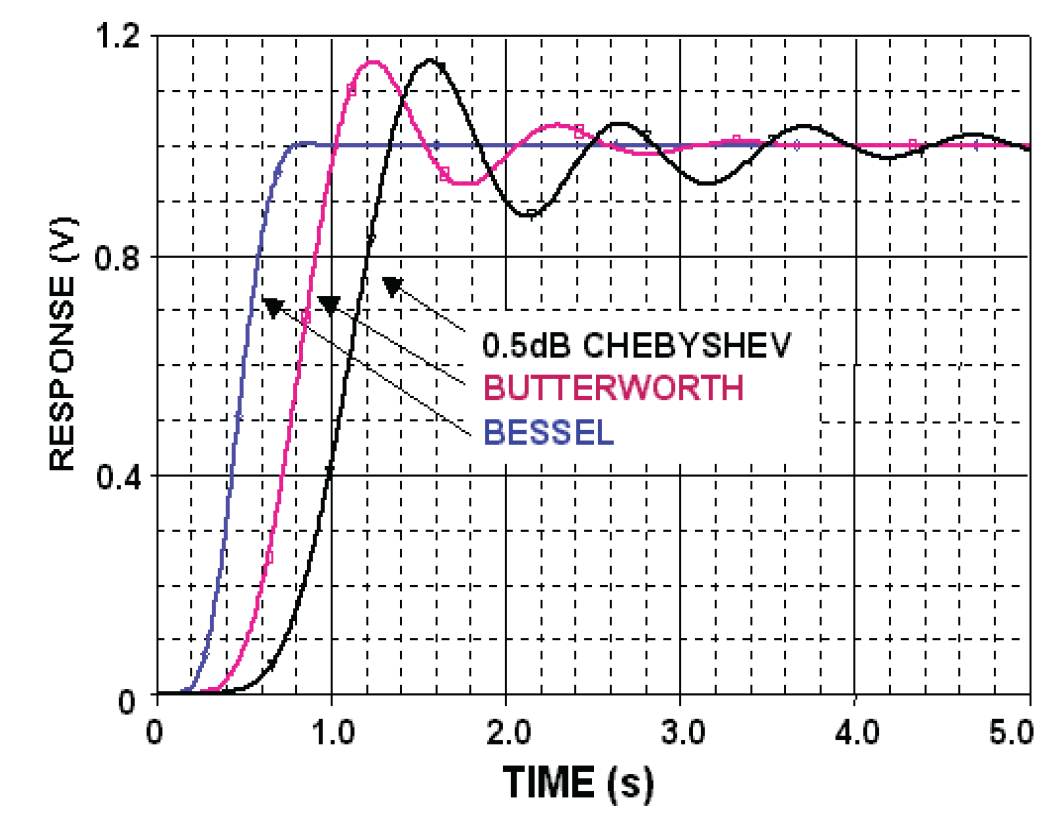 1.2
0.8
0.4
0
RESPONSE (V)
0.5dB CHEBYSHEV
BUTTERWORTH
BESSEL
0 1.0 2.0 3.0 4.0 5.0
TIME (s)